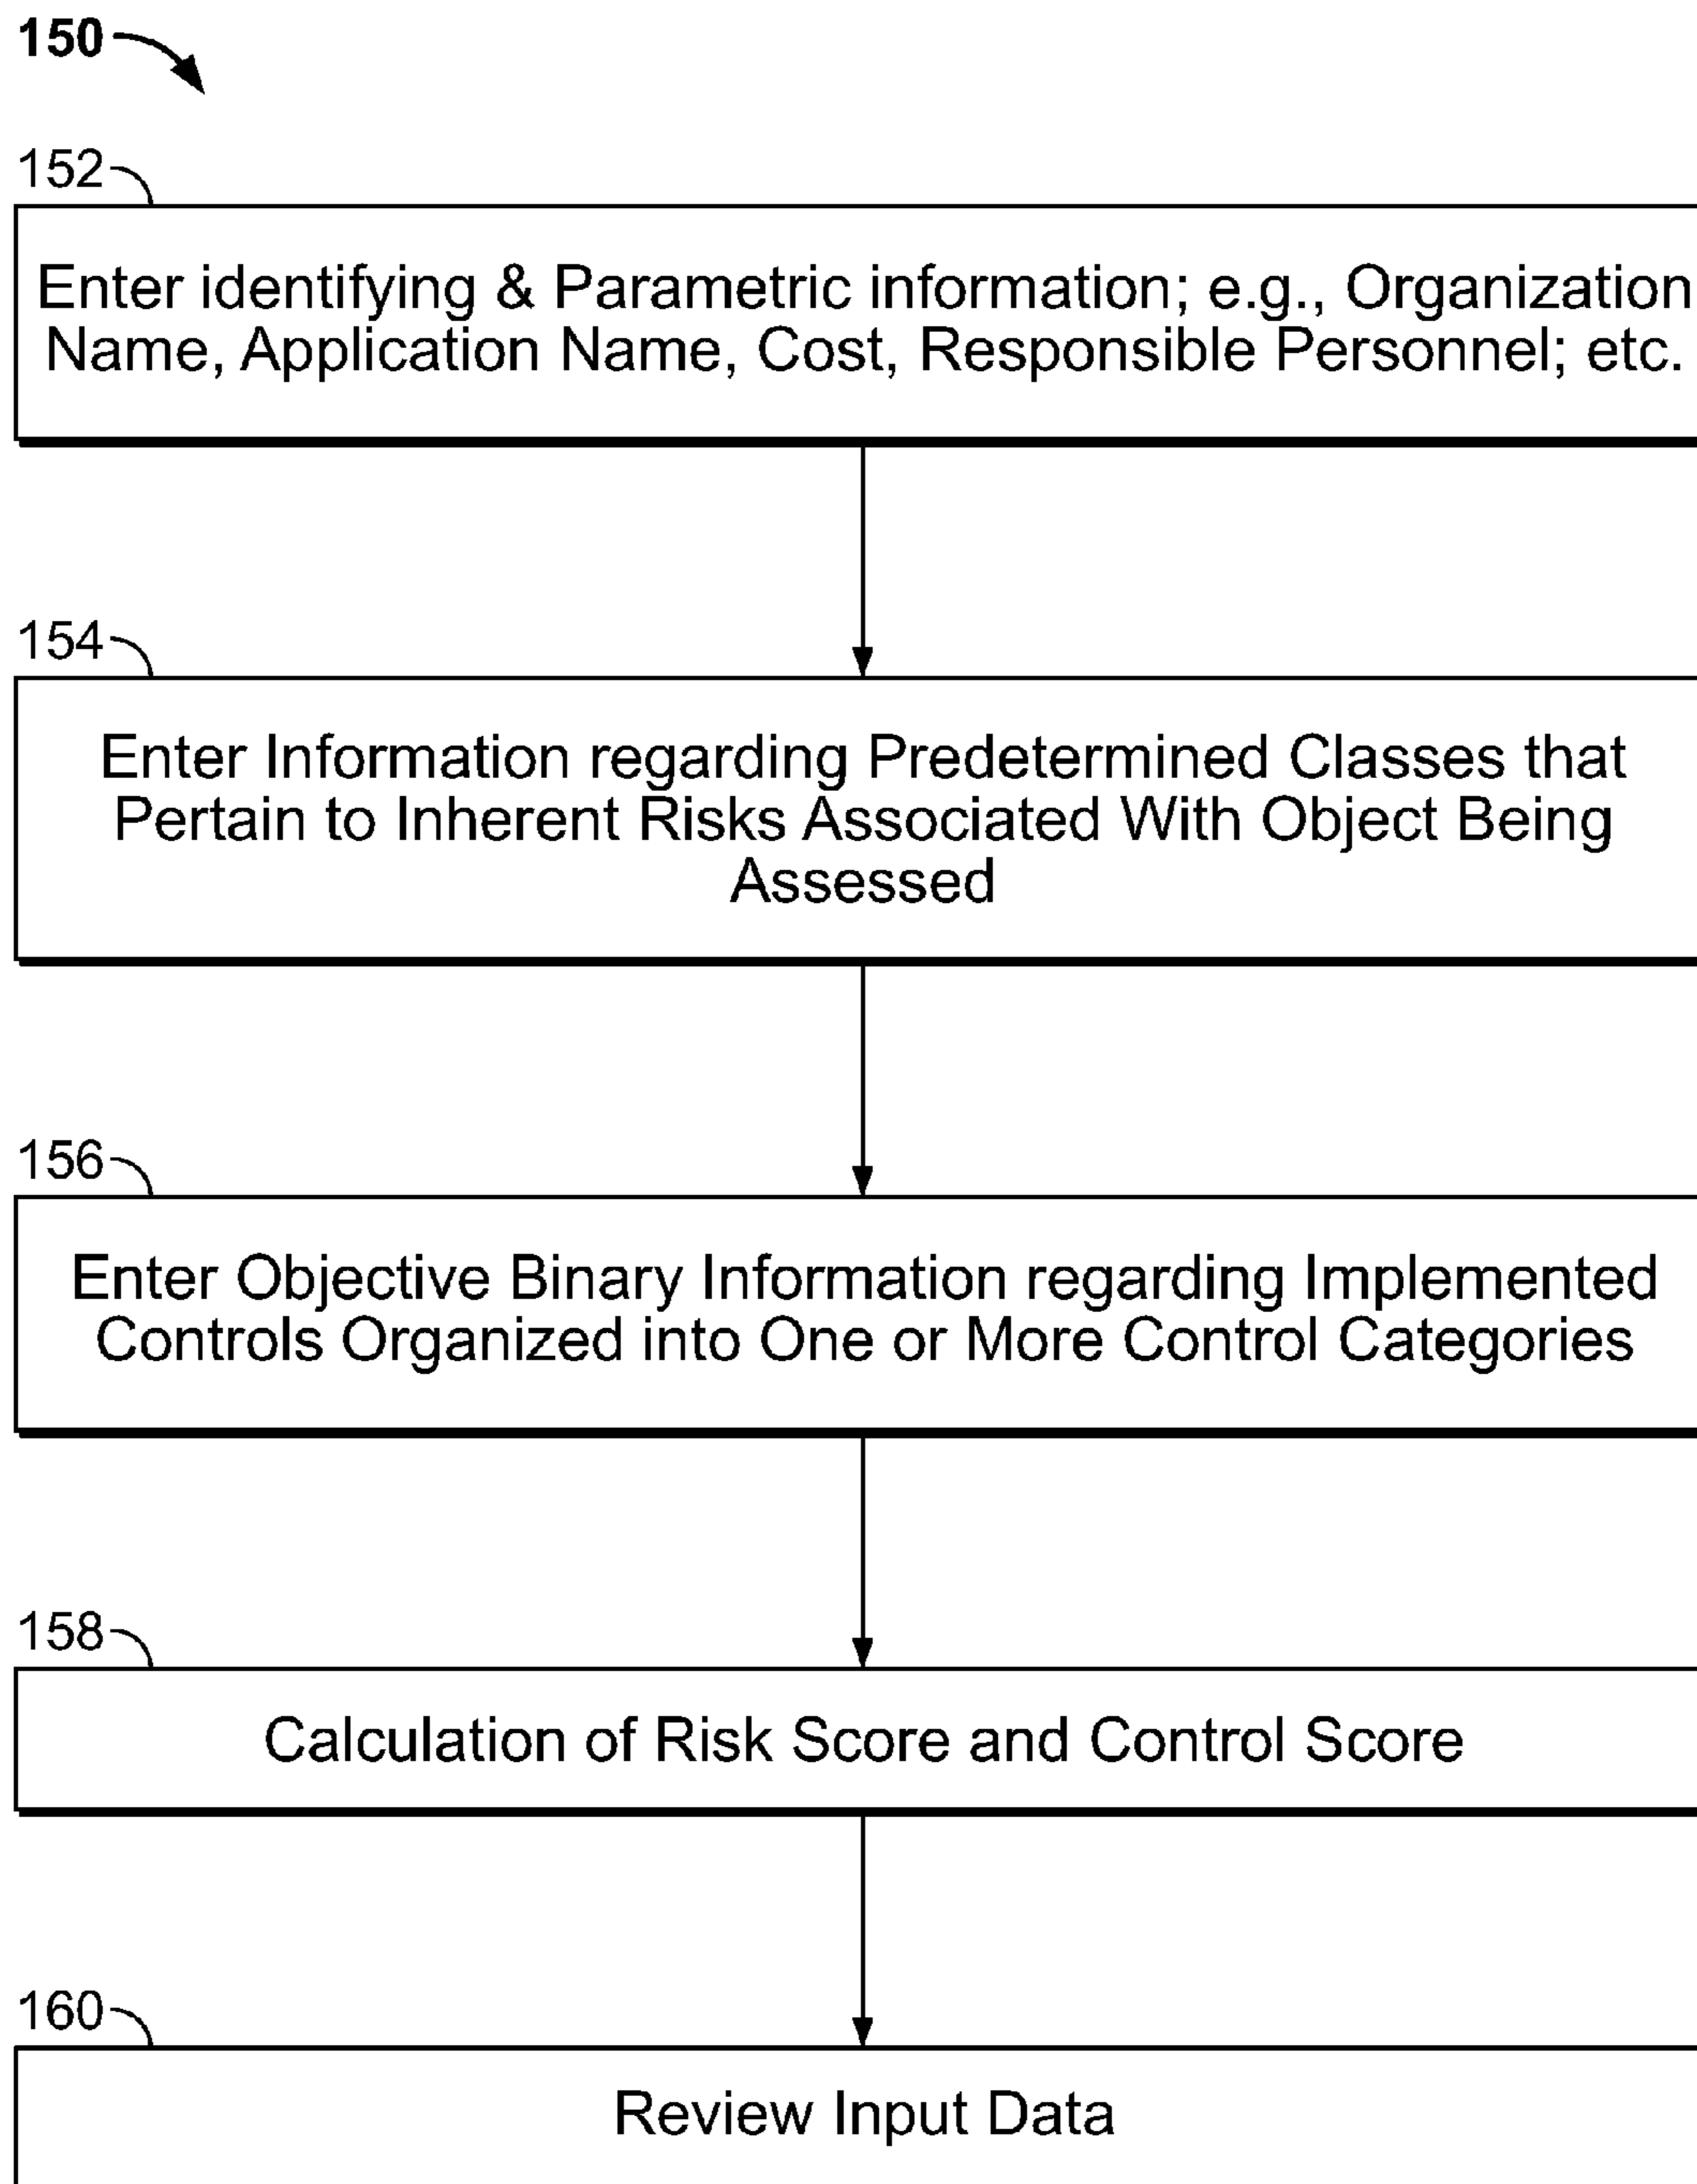 150
152
Enter identifying & Parametric information; e.g., Organization
Name, Application Name, Cost, Responsible Personnel; etc.
154
Enter Information regarding Predetermined Classes that
Pertain to Inherent Risks Associated With Object Being
Assessed
156
Enter Objective Binary Information regarding Implemented
Controls Organized into One or More Control Categories
158
Calculation of Risk Score and Control Score
160
Review Input Data